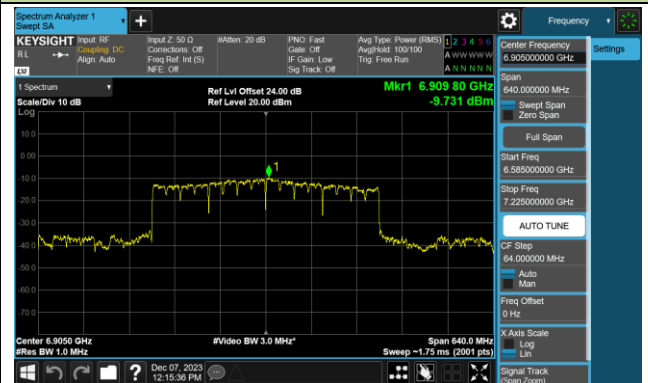 Spectrum Analyzer 1
Swept SA
Frequency
KEYSIGHT
RL
Input: RF
Coupling: DC
Align: Auto
Input Z: 50 Ω
Corrections: Off
Freq Ref: Int (S)
NFE: Off
#Atten: 20 dB
PNO: Fast
Gate: Off
IF Gain: Low
Sig Track: Off
Avg Type: Power (RMS)
Avg|Hold: 100/100
Trig: Free Run
1 2 3 4 5 6
A W W W W W
A N N N N N
Center Frequency
6.905000000 GHz
Settings
Span
640.000000 MHz
Swept Span
Zero Span
Full Span
Start Freq
6.585000000 GHz
Stop Freq
7.225000000 GHz
AUTO TUNE
CF Step
64.000000 MHz
Auto
Man
Freq Offset
0 Hz
X Axis Scale
Log
Lin
Signal Track
(Span Zoom)
1 Spectrum
Scale/Div 10 dB
Log
Ref Lvl Offset 24.00 dB
Ref Level 20.00 dBm
Mkr1 6.909 80 GHz
-9.731 dBm
1
10.0
0.00
-10.0
-20.0
-30.0
-40.0
-50.0
-60.0
-70.0
Center 6.9050 GHz
#Res BW 1.0 MHz
#Video BW 3.0 MHz*
Span 640.0 MHz
Sweep ~1.75 ms (2001 pts)
?
Dec 07, 2023
12:15:36 PM